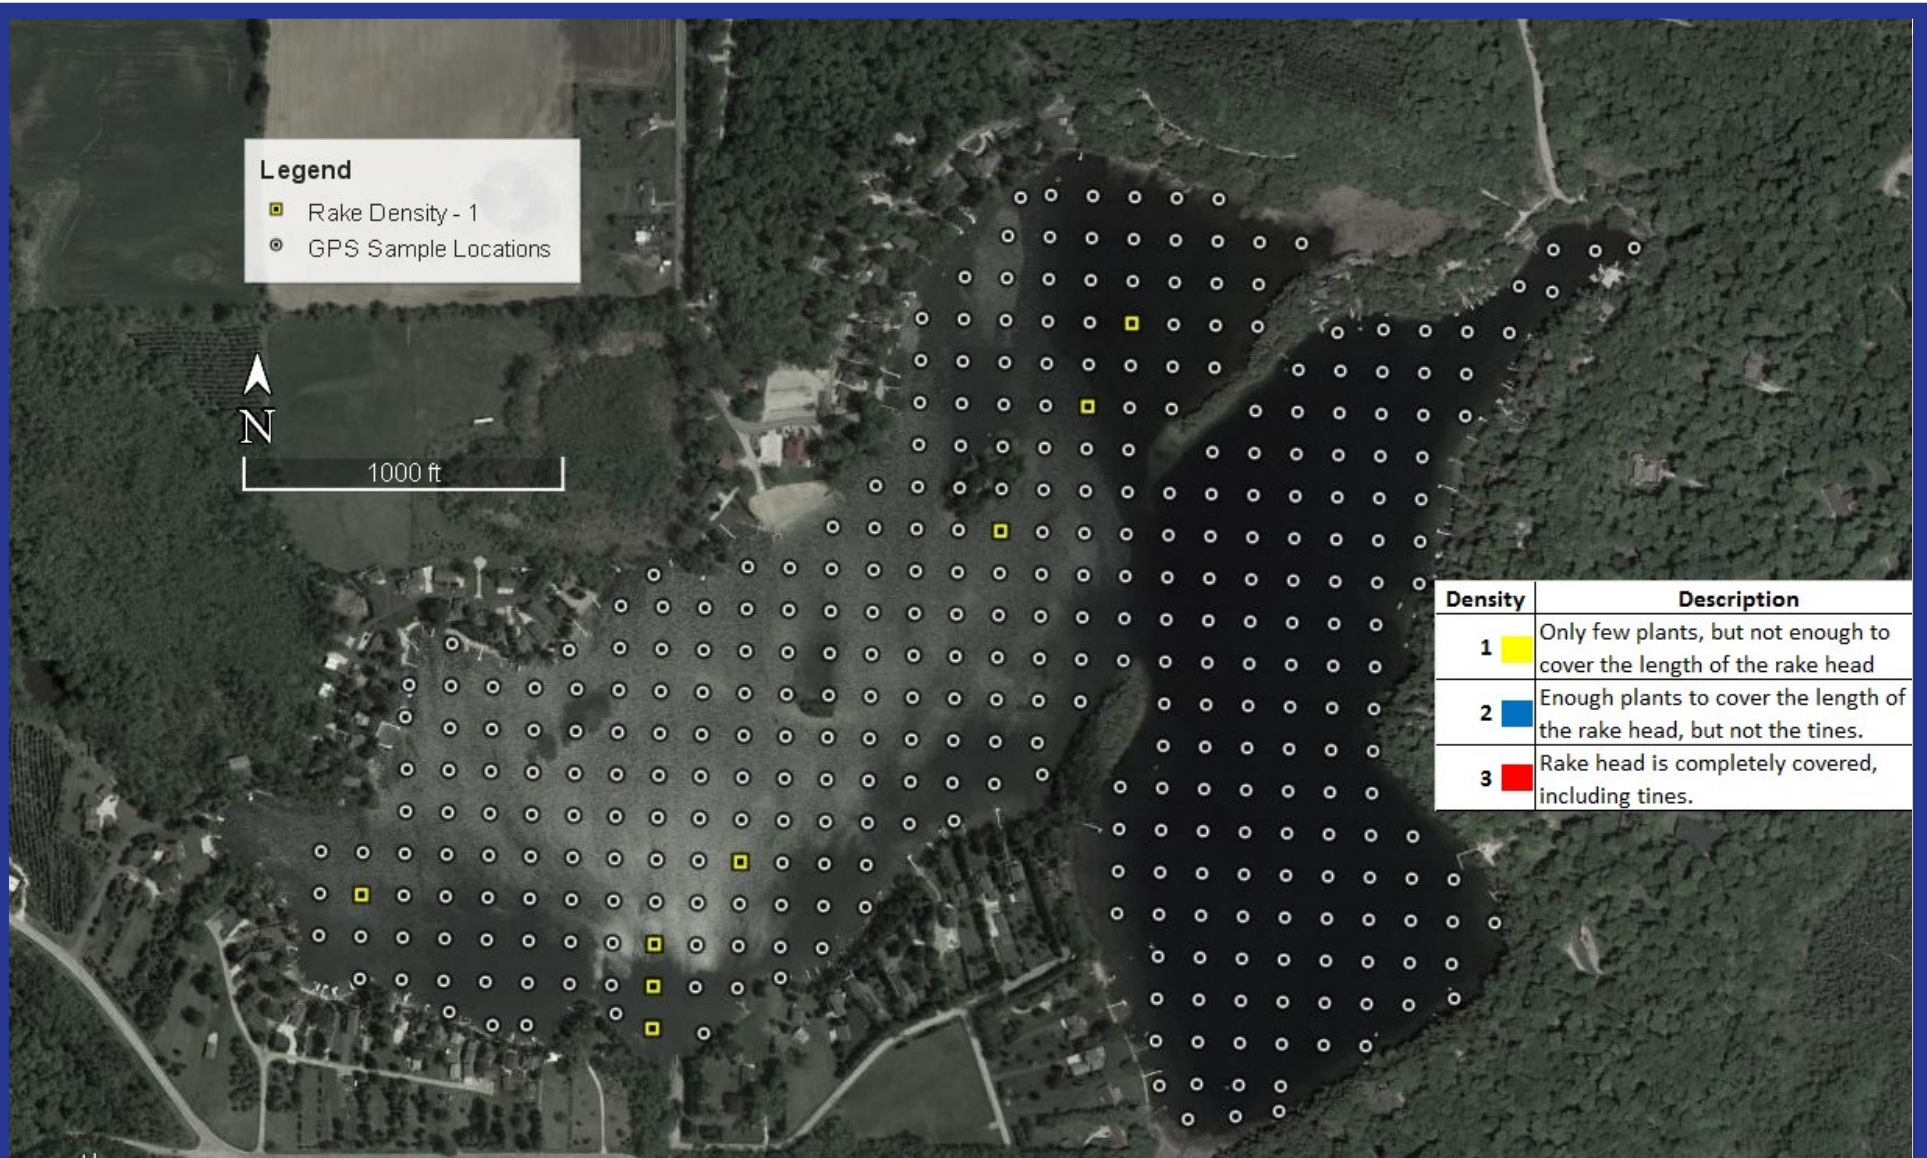 Legend
Rake Density - 1
GPS Sample Locations
N
1000 ft
Density Description
1 Only few plants, but not enough to
cover the length of the rake head
2 Enough plants to cover the length of
the rake head, but not the tines.
3 Rake head is completely covered,
including tines.